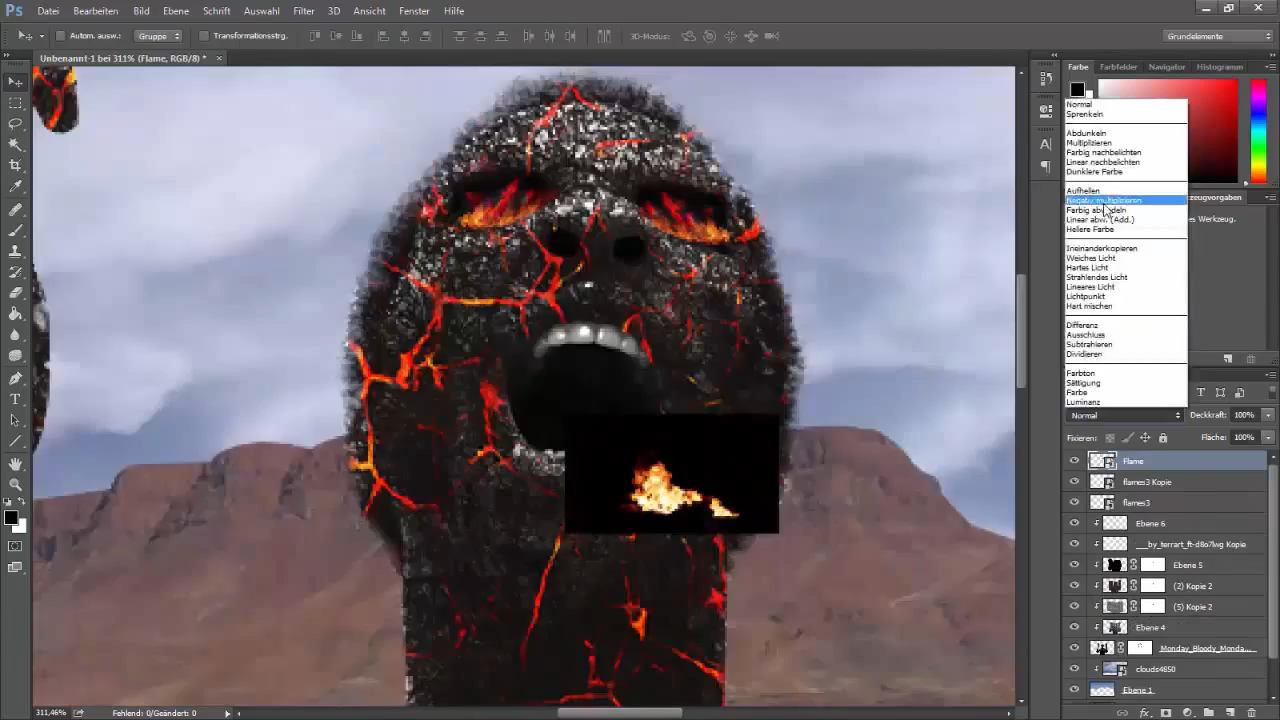 Ps Datei Bearbeiten Bild Ebene Schrift Auswahl Filter 3D Ansicht Fenster Hilfe
Autom. ausw.: Gruppe Transformationsstrg. 3D-Modus: Grundelemente
Unbenannt-1 bei 311% (Flame, RGB/8) *
Farbe Farbfelder Navigator Histogramm
Normal
Sprenkeln
Abdunkeln
Multiplizieren
Farbig nachbelichten
Linear nachbelichten
Dunklere Farbe
Aufhellen
Negativ multiplizieren
Farbig abwedeln
Linear abw. (Add.)
Hellere Farbe
Ineinanderkopieren
Weiches Licht
Hartes Licht
Strahlendes Licht
Lineares Licht
Lichtpunkt
Hart mischen
Differenz
Ausschluss
Subtrahieren
Dividieren
Farbton
Sättigung
Farbe
Luminanz
Normal Deckkraft: 100%
Fixieren: Fläche: 100%
Flame
flames3 Kopie
flames3
Ebene 6
___by_terrart_ft-d8o7lwg Kopie
Ebene 5
(2) Kopie 2
(5) Kopie 2
Ebene 4
Monday_Bloody_Monda...
clouds4850
Ebene 1
311,46% Fehlend: 0/Geändert: 0